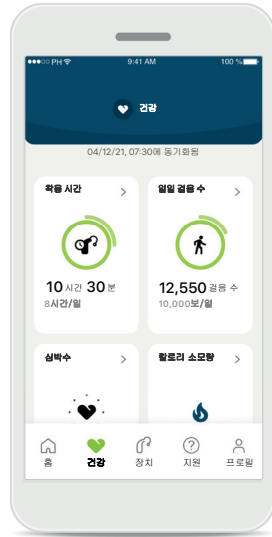 ●●●○○ PH 9:41 AM 100 %
건강
04/12/21, 07:30에 동기화됨
착용 시간 >
일일 걸음 수 >
10 시간 30 분
12,550 걸음 수
8시간/일
10,000보/일
심박수 >
칼로리 소모량 >
홈 건강 장치 지원 프로필